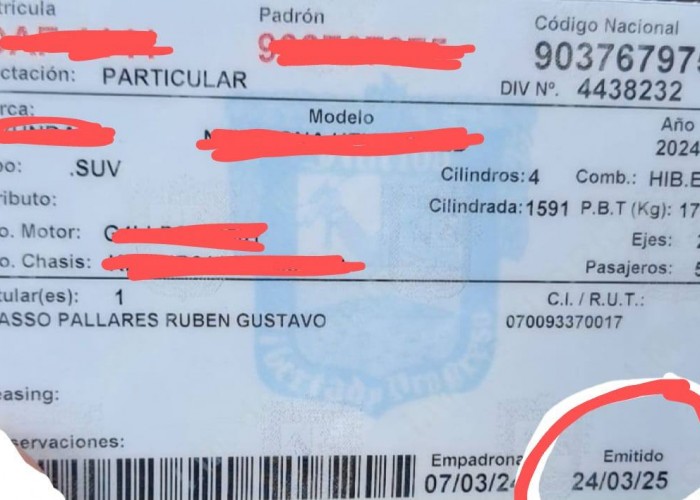 trícula
Padrón
Código Nacional
90376797
ctación: PARTICULAR
DIV Nº. 4438232
rca:
Modelo
Año
2024
po: .SUV
Cilindros: 4 Comb.: HIB.E
ributo:
Cilindrada: 1591 P.B.T (Kg): 17
o. Motor:
Ejes:
o. Chasis:
Pasajeros: 5
tular(es): 1
C.I. / R.U.T.:
ASSO PALLARES RUBEN GUSTAVO
070093370017
easing:
servaciones:
Empadrona
Emitido
07/03/24
24/03/25